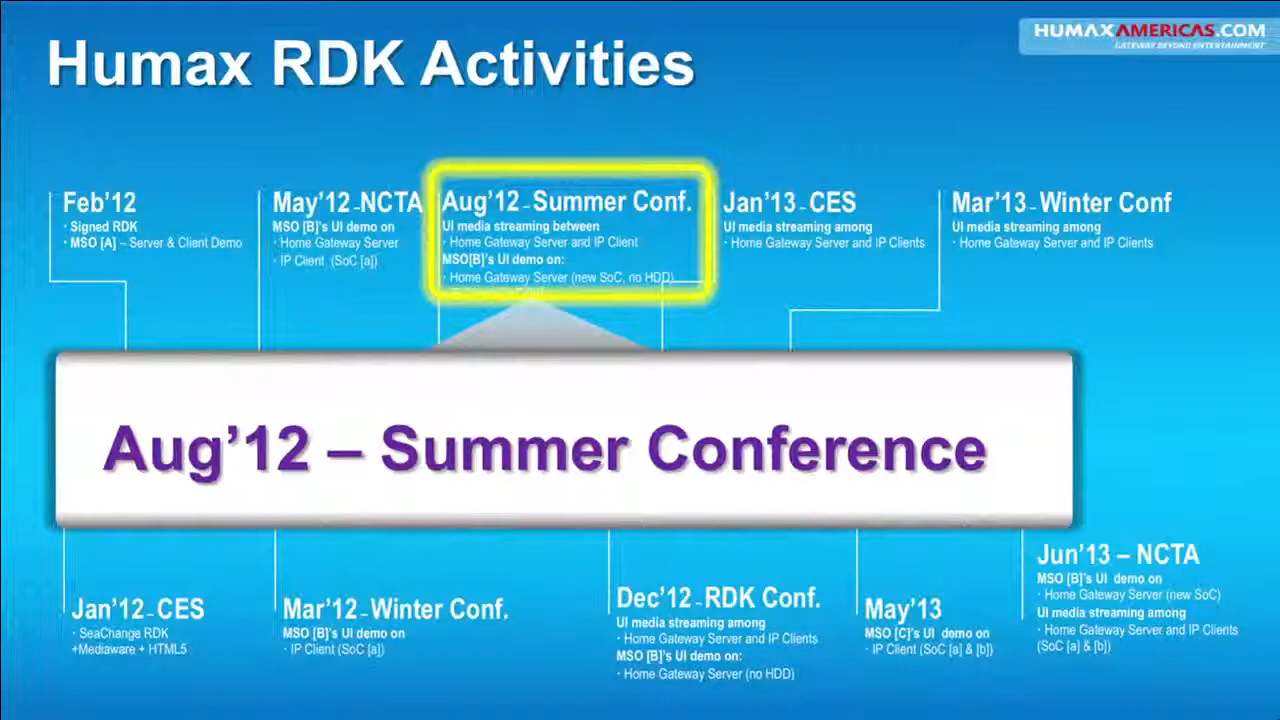 HUMAXAMERICAS.COM
GATEWAY BEYOND ENTERTAINMENT
Humax RDK Activities
Feb’12
· Signed RDK
· MSO [A] – Server & Client Demo
May’12 - NCTA
MSO [B]’s UI demo on
· Home Gateway Server
· IP Client (SoC [a])
Aug’12 - Summer Conf.
UI media streaming between
· Home Gateway Server and IP Client
MSO[B]’s UI demo on:
· Home Gateway Server (new SoC, no HDD)
Jan’13 - CES
UI media streaming among
· Home Gateway Server and IP Clients
Mar’13 - Winter Conf
UI media streaming among
· Home Gateway Server and IP Clients
Aug’12 – Summer Conference
Jan’12 - CES
· SeaChange RDK
+Mediaware + HTML5
Mar’12 - Winter Conf.
MSO [B]’s UI demo on
· IP Client (SoC [a])
Dec’12 - RDK Conf.
UI media streaming among
· Home Gateway Server and IP Clients
MSO [B]’s UI demo on:
· Home Gateway Server (no HDD)
May’13
MSO [C]’s UI demo on
· IP Client (SoC [a] & [b])
Jun’13 – NCTA
MSO [B]’s UI demo on
· Home Gateway Server (new SoC)
UI media streaming among
· Home Gateway Server and IP Clients
(SoC [a] & [b])